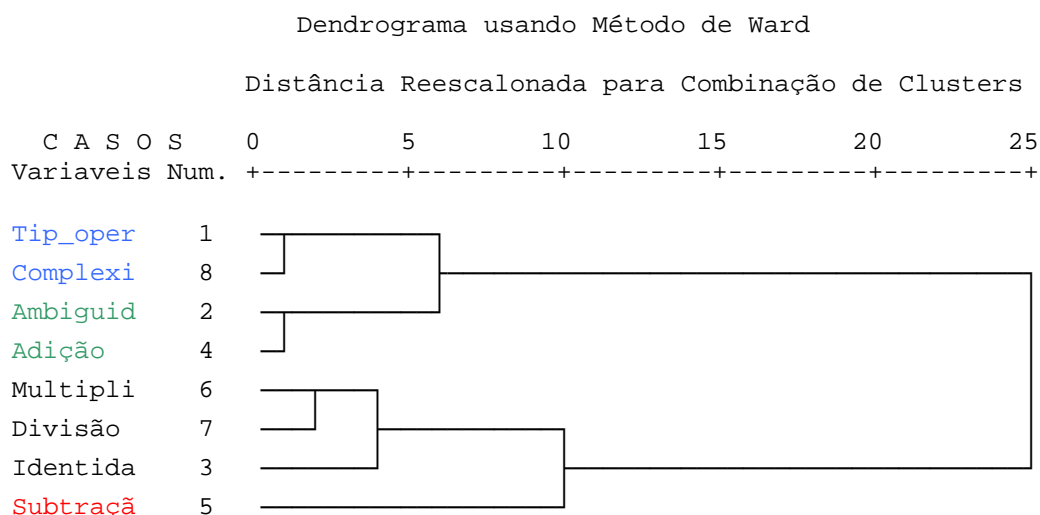 Dendrograma usando Método de Ward
Distância Reescalonada para Combinação de Clusters
C A S O S 0 5 10 15 20 25
Variaveis Num. +---------+---------+---------+---------+---------+
Tip_oper 1
Complexi 8
Ambiguid 2
Adição 4
Multipli 6
Divisão 7
Identida 3
Subtraçã 5